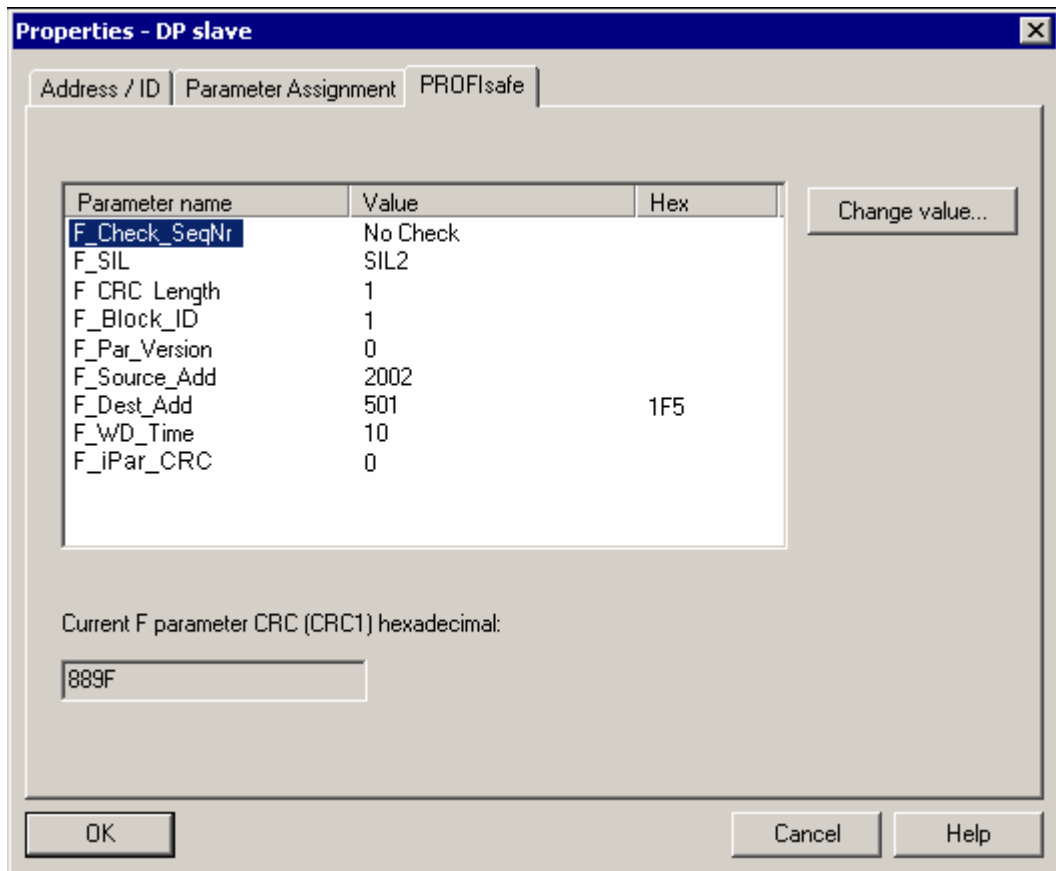 Properties - DP slave
Address / ID Parameter Assignment PROFIsafe
Parameter name Value Hex
Change value...
F_Check_SeqNr No Check
F_SIL SIL2
F_CRC_Length 1
F_Block_ID 1
F_Par_Version 0
F_Source_Add 2002
F_Dest_Add 501 1F5
F_WD_Time 10
F_iPar_CRC 0
Current F parameter CRC (CRC1) hexadecimal:
889F
OK Cancel Help